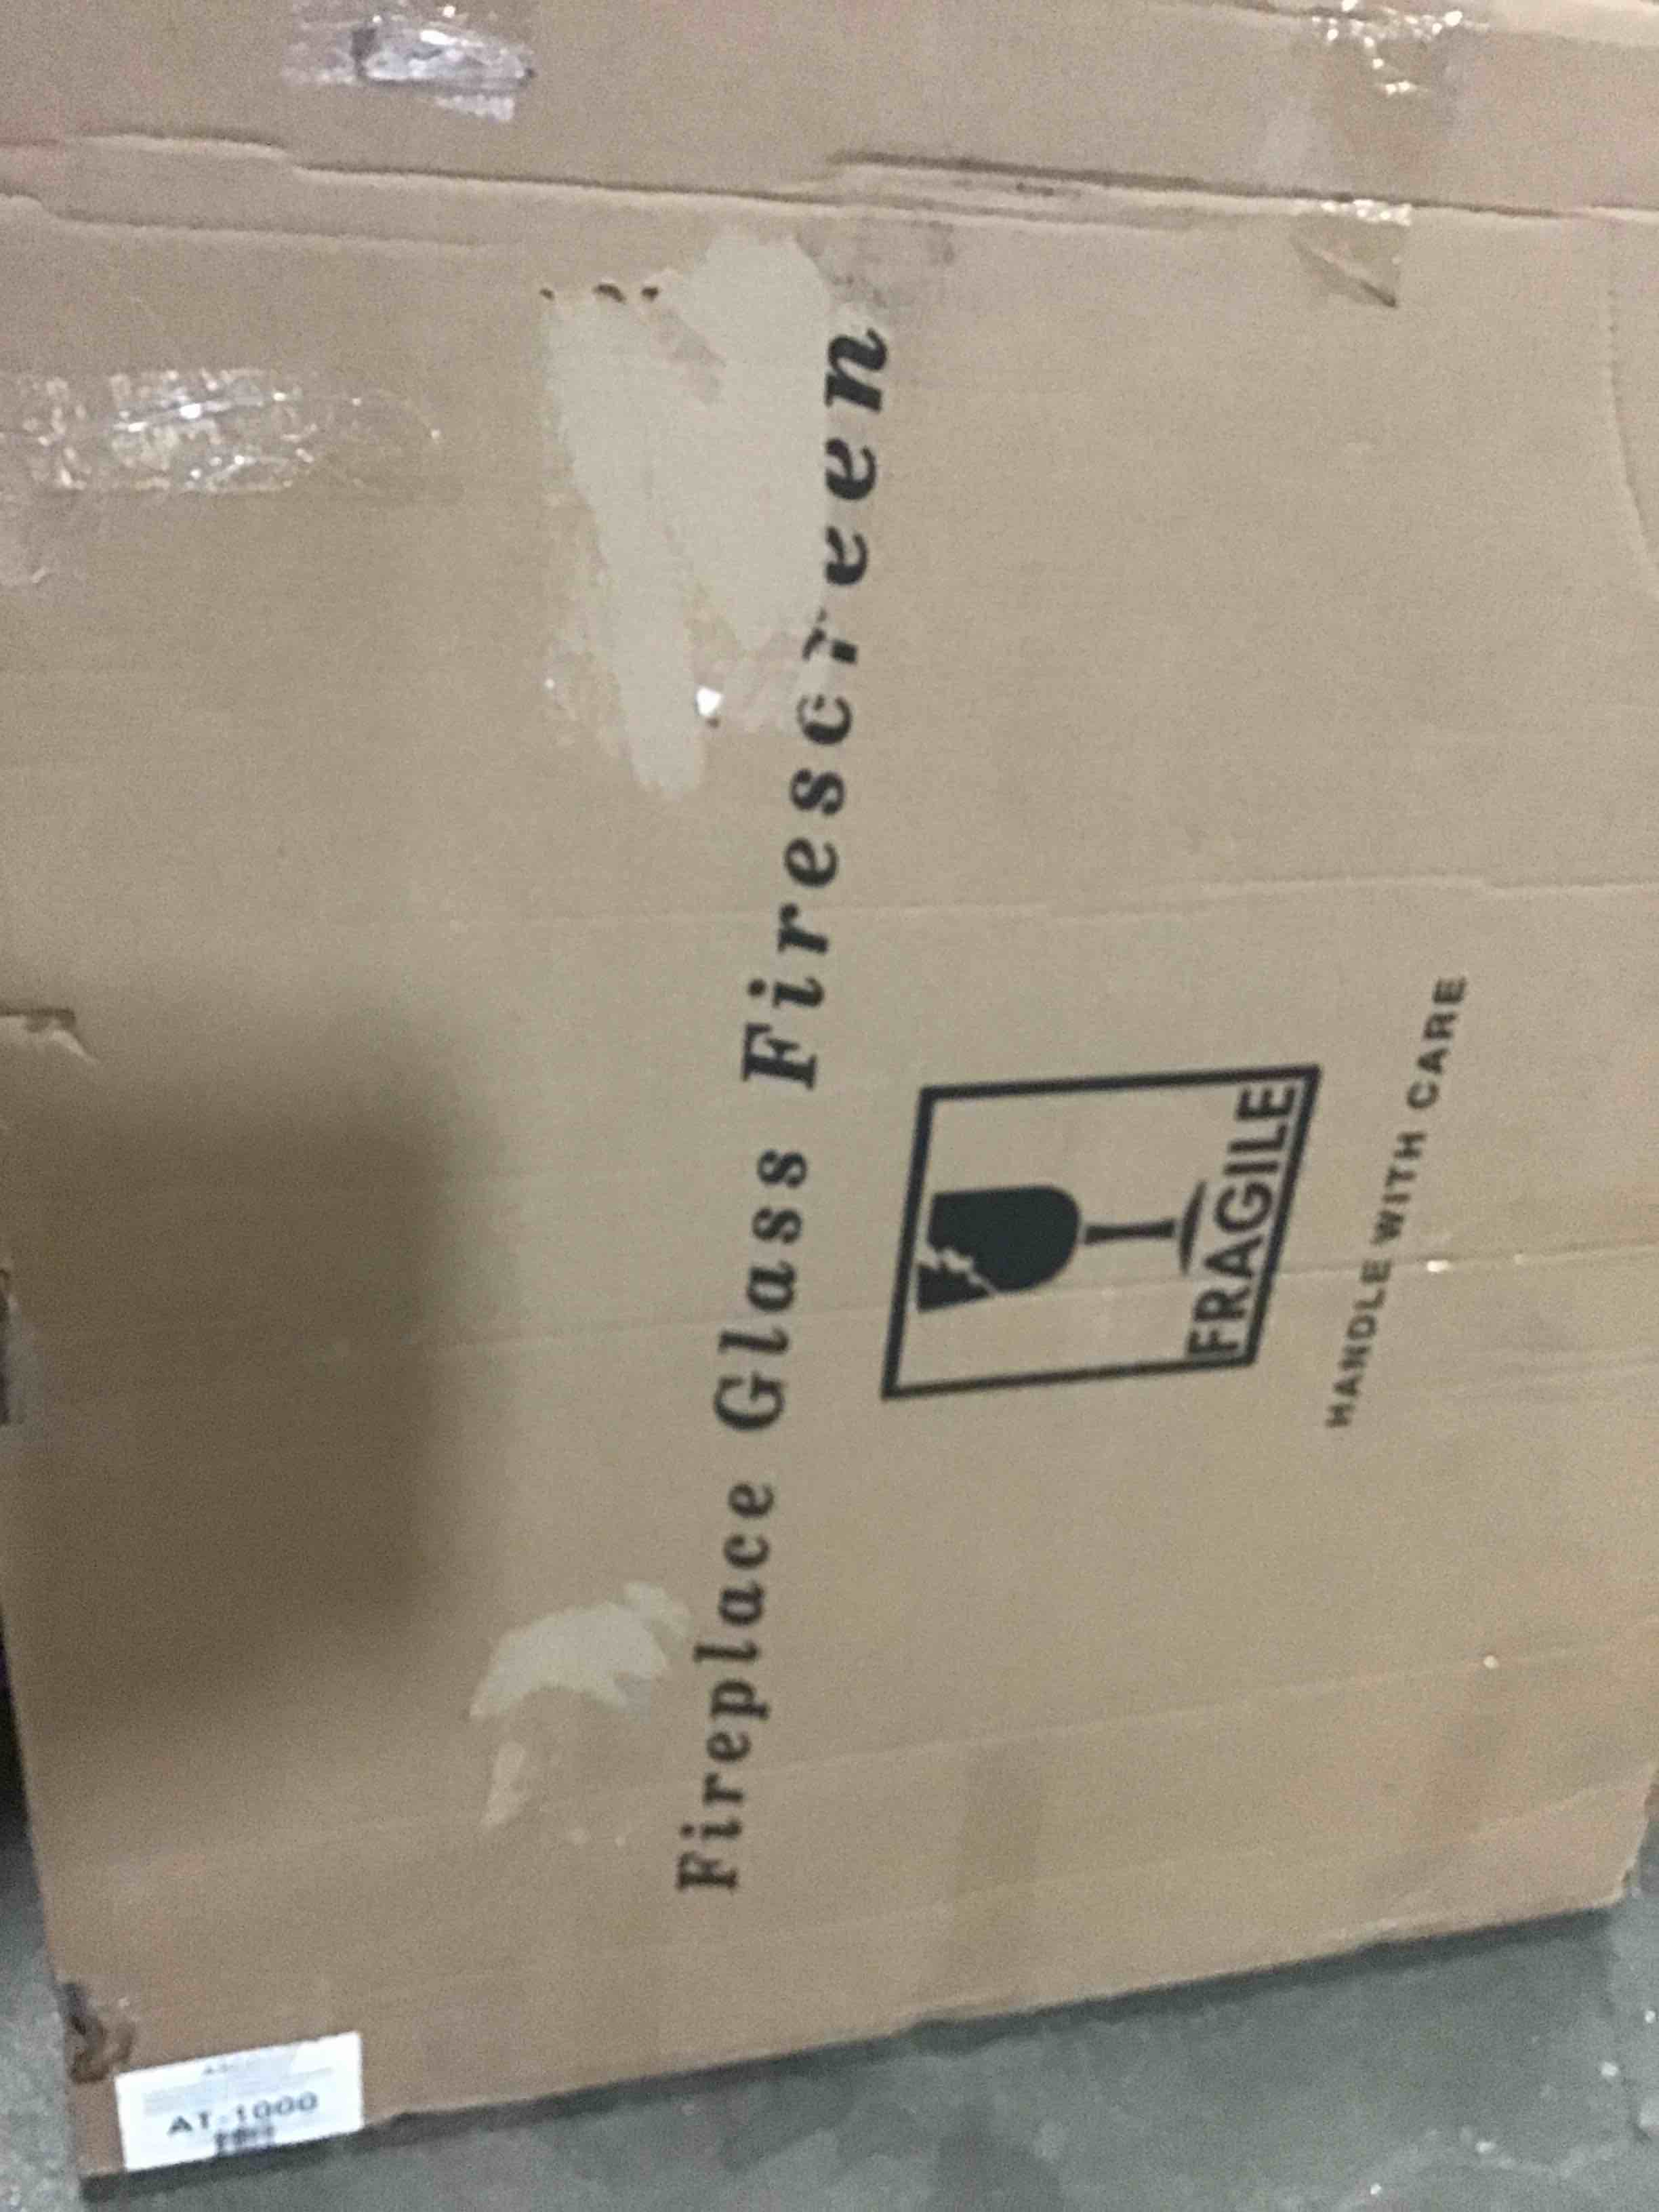 Fireplace Glass Firescreen
FRAGILE
HANDLE WITH CARE
AT-1000